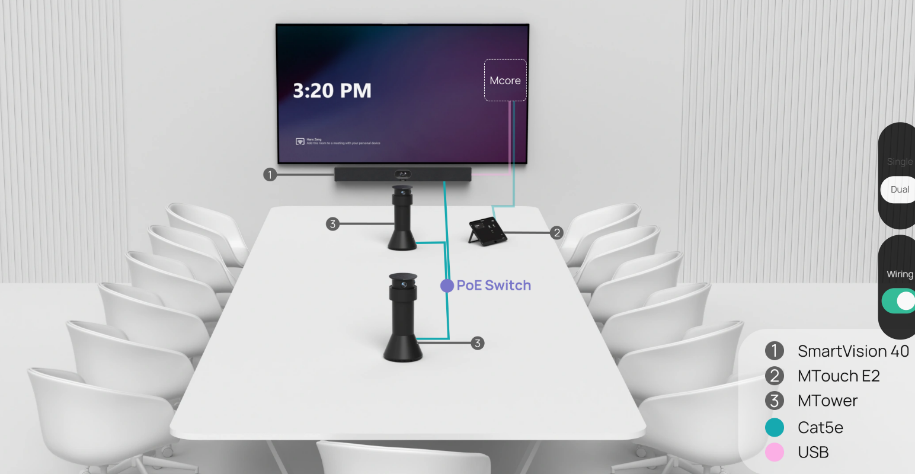 Mcore
3:20 PM
1
3
2
PoE Switch
3
Single
Dual
Wiring
1 SmartVision 40
2 MTouch E2
3 MTower
Cat5e
USB